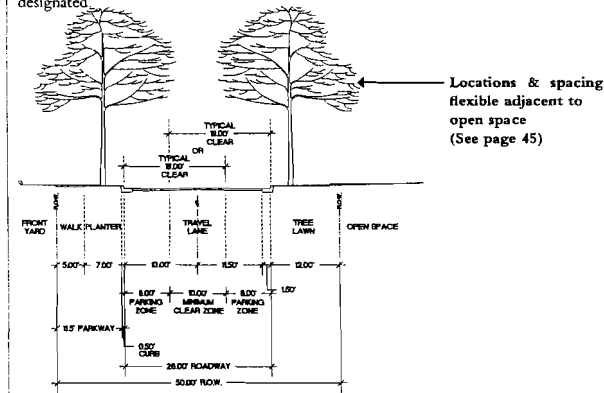 designated
Locations & spacing
flexible adjacent to
open space
(See page 45)
TYPICAL
18.00'
CLEAR
OR
TYPICAL
18.00'
CLEAR
R.O.W.
R.O.W.
FRONT
YARD
WALK
PLANTER
TRAVEL
LANE
TREE
LAWN
OPEN SPACE
5.00'
7.00'
13.00'
11.50'
12.00'
8.00'
PARKING
ZONE
10.00'
MINIMUM
CLEAR ZONE
8.00'
PARKING
ZONE
1.50'
11.5' PARKWAY
0.50'
CURB
26.00' ROADWAY
50.00' R.O.W.